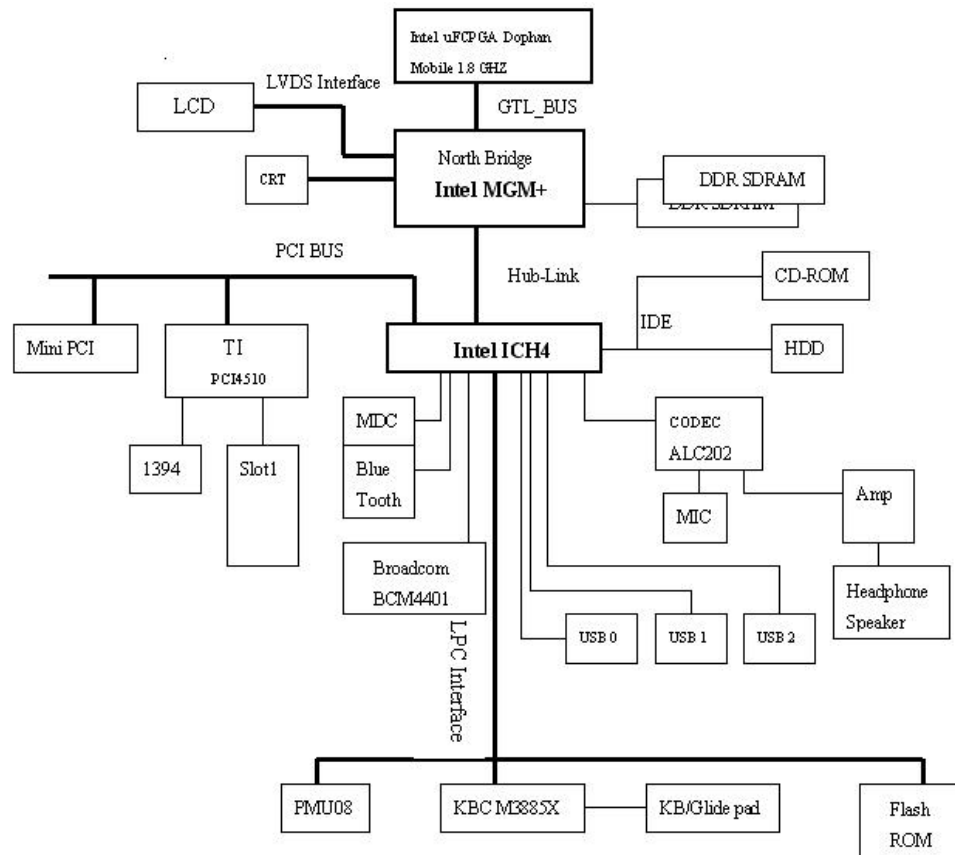 Intel uFCPGA Dophan
Mobile 1.8 GHZ
LVDS Interface
GTL_BUS
LCD
North Bridge
Intel MGM+
CRT
DDR SDRAM
DDR SDRAM
PCI BUS
Hub-Link
CD-ROM
IDE
Mini PCI
TI
PCI4510
Intel ICH4
HDD
MDC
CODEC
ALC202
1394
Slot1
Blue
Tooth
MIC
Amp
Broadcom
BCM4401
Headphone
Speaker
USB 0
USB 1
USB 2
LPC Interface
PMU08
KBC M3885X
KB/Glide pad
Flash
ROM